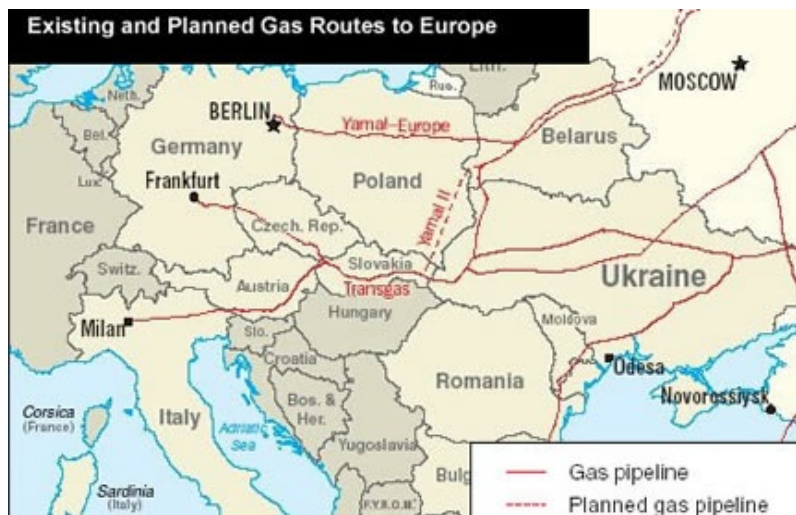 Existing and Planned Gas Routes to Europe
Lith.
Rus.
MOSCOW
Neth.
BERLIN
Yamal-Europe
Belarus
Bel.
Germany
Poland
Lux.
Frankfurt
Yamal II
France
Czech. Rep.
Slovakia
Ukraine
Switz.
Austria
Transgas
Hungary
Moldova
Milan
Slo.
Croatia
Romania
Odesa
Novorossiysk
Corsica
(France)
Italy
Bos. &
Her.
Adriatic
Sea
Yugoslavia
Bulg
Gas pipeline
Sardinia
(Italy)
F.Y.R.O.M.
Planned gas pipeline